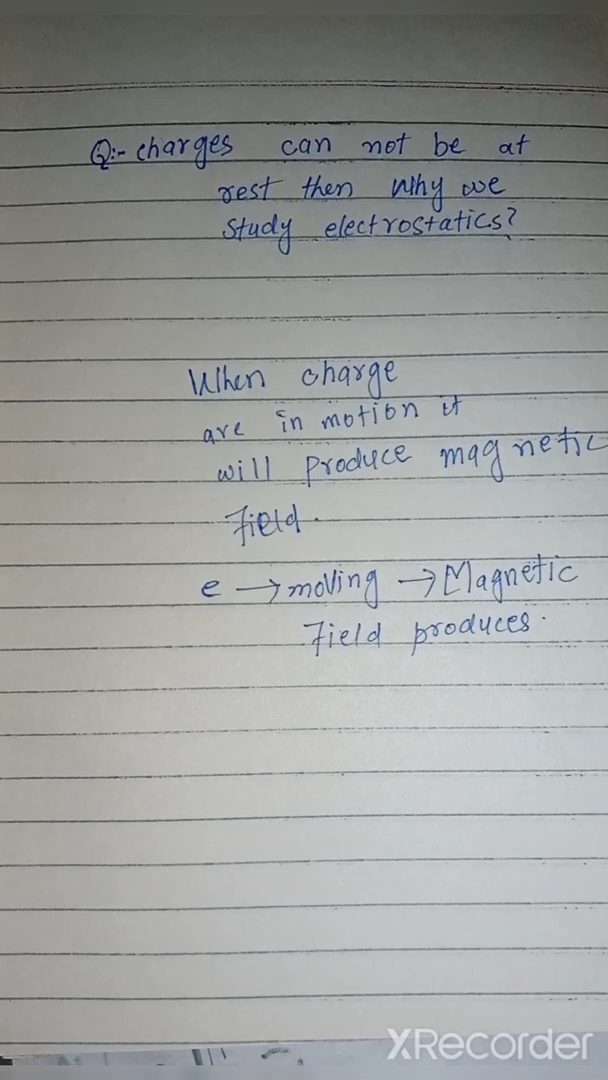 Q:- charges can not be at
rest then why we
study electrostatics?
When charge
are in motion it
will produce magnetic
Field.
e → moving → Magnetic
Field produces.
XRecorder